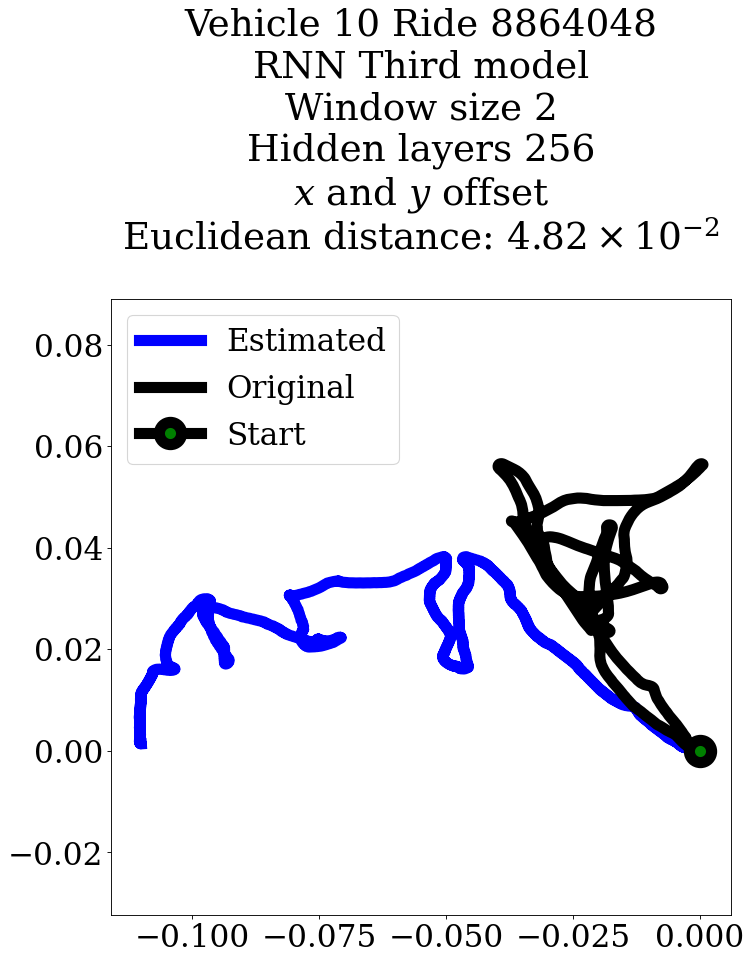 Vehicle 10 Ride 8864048
RNN Third model
Window size 2
Hidden layers 256
x and y offset
Euclidean distance: 4.82 × 10⁻²
Estimated
Original
Start
0.08
0.06
0.04
0.02
0.00
−0.02
−0.100 −0.075 −0.050 −0.025 0.000